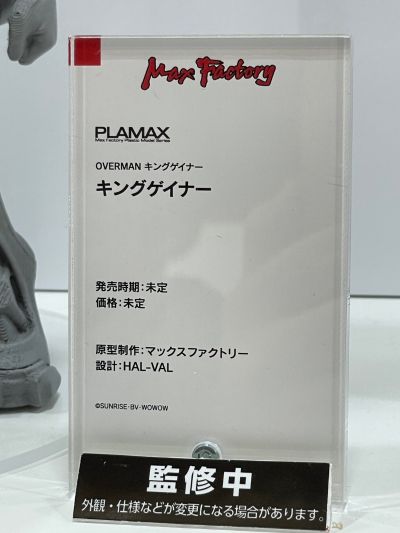 Max Factory
PLAMAX
Max Factory Plastic Model Series
OVERMAN キングゲイナー
キングゲイナー
発売時期：未定
価格：未定
原型制作：マックスファクトリー
設計：HAL-VAL
©SUNRISE･BV･WOWOW
監修中
外観・仕様などが変更になる場合があります。